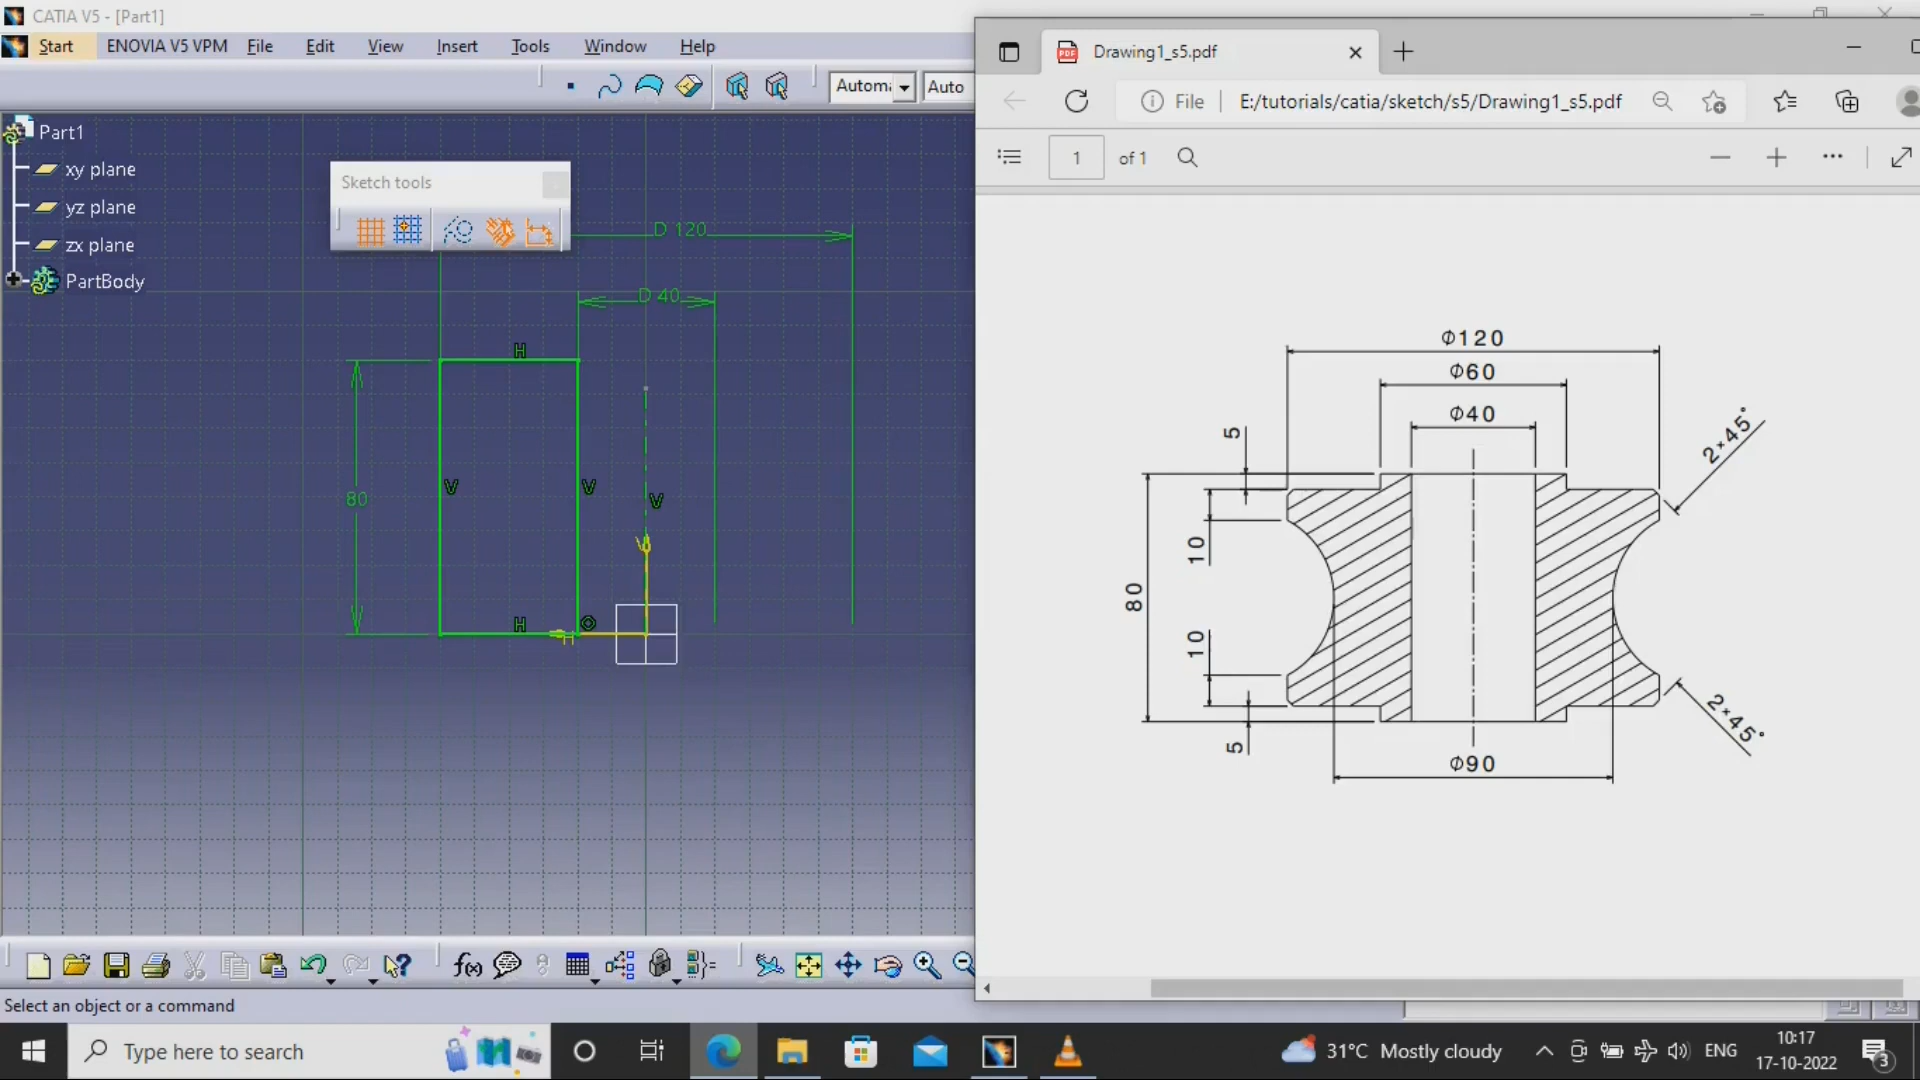 CATIA V5 - [Part1]
Start ENOVIA V5 VPM File Edit View Insert Tools Window Help
Autom Auto
Part1
xy plane
yz plane
zx plane
PartBody
Sketch tools
D 120
D 40
H
80
V
V
V
V
H
H
Select an object or a command
Drawing1_s5.pdf
File
E:/tutorials/catia/sketch/s5/Drawing1_s5.pdf
1 of 1
Φ120
Φ60
Φ40
5
2×45°
10
80
10
2×45°
5
Φ90
f(x)
Type here to search
31°C Mostly cloudy
ENG
10:17
17-10-2022
3